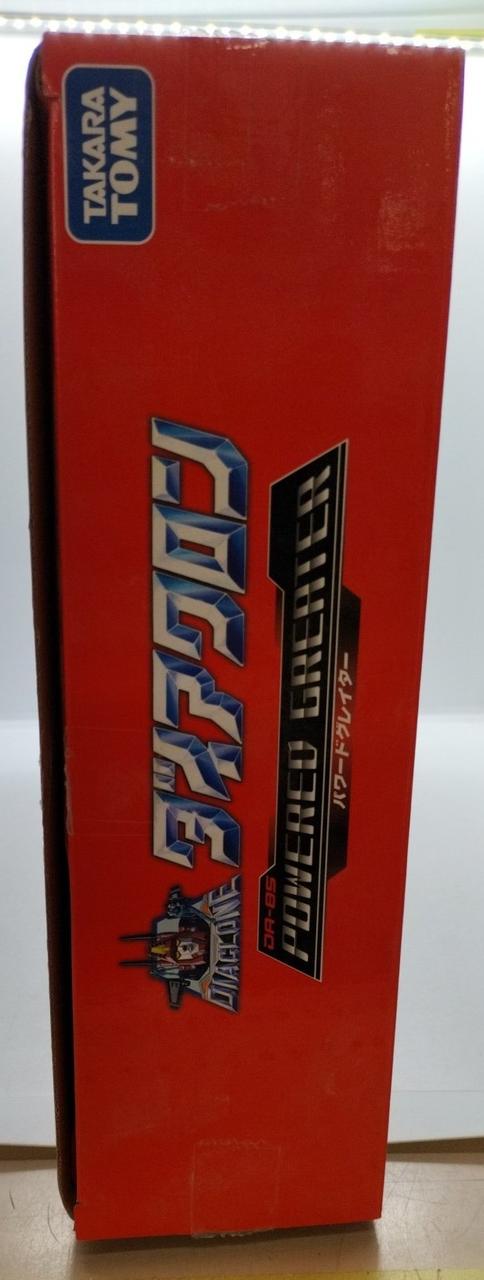 TAKARA
TOMY
ダイアクロン
DIACLONE
DA-85
POWERED GREATER
パワードグレイター